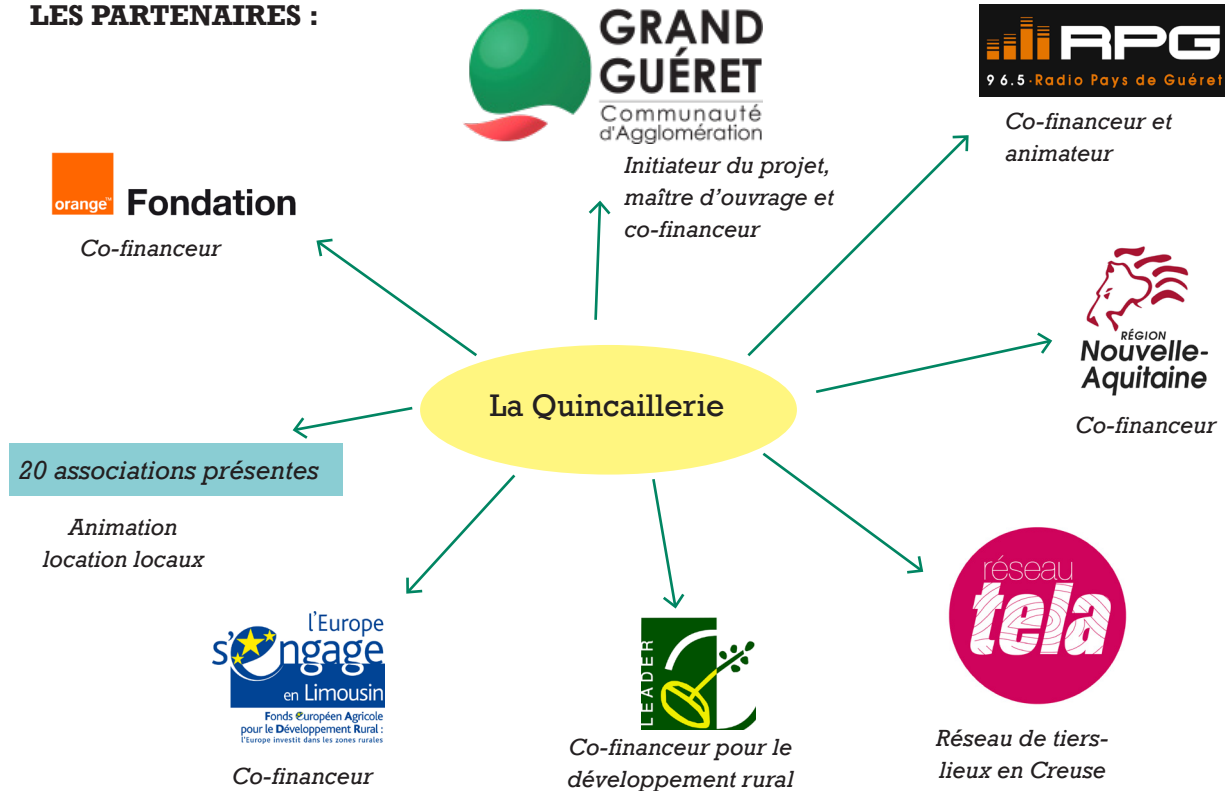 LES PARTENAIRES :
GRAND
GUÉRET
Communauté
d'Agglomération
Initiateur du projet,
maître d’ouvrage et
co-financeur
RPG
96.5·Radio Pays de Guéret
Co-financeur et
animateur
orange™ Fondation
Co-financeur
RÉGION
Nouvelle-
Aquitaine
Co-financeur
La Quincaillerie
20 associations présentes
Animation
location locaux
l'Europe
s'engage
en Limousin
Fonds européen Agricole
pour le Développement Rural :
l'Europe investit dans les zones rurales
Co-financeur
LEADER
Co-financeur pour le
développement rural
réseau
tela
Réseau de tiers-
lieux en Creuse